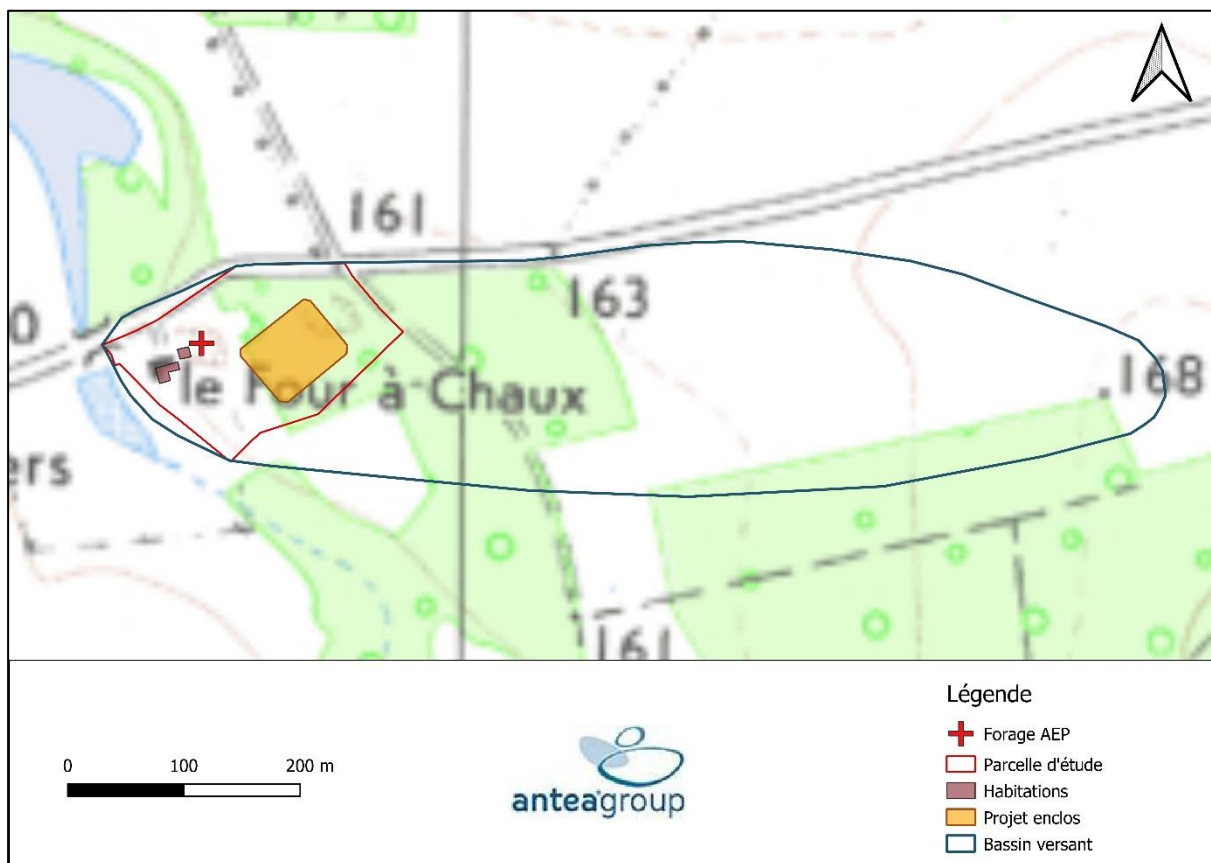 161
163
0
168
le Four à Chaux
ers
161
Légende
Forage AEP
Parcelle d'étude
Habitations
Projet enclos
Bassin versant
0 100 200 m
anteagroup